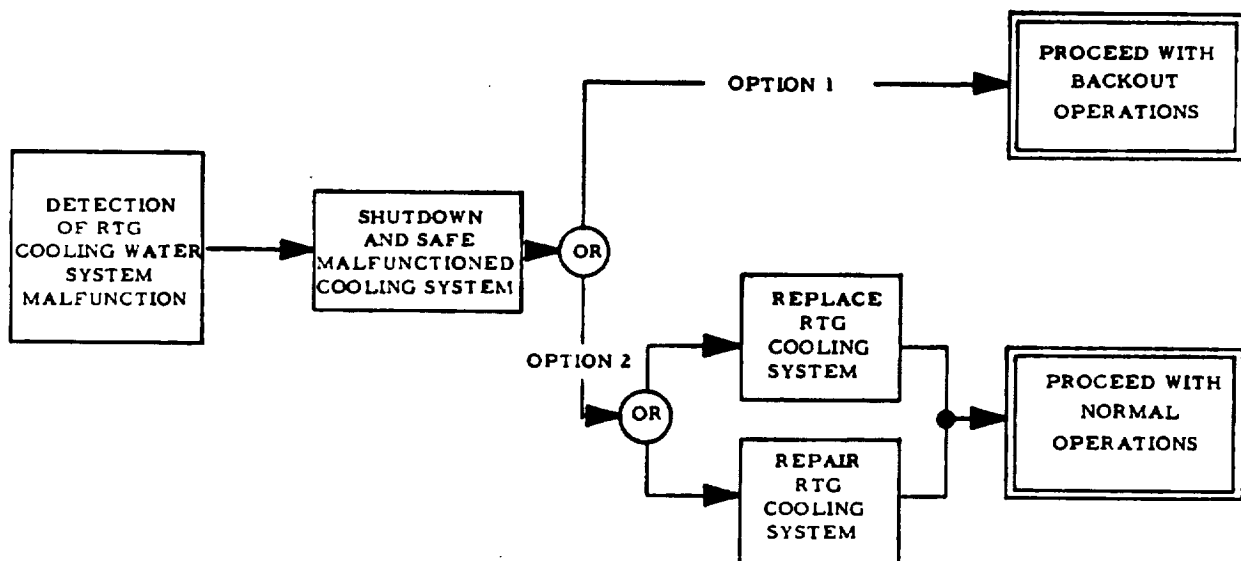 DETECTION
OF RTG
COOLING WATER
SYSTEM
MALFUNCTION
SHUTDOWN
AND SAFE
MALFUNCTIONED
COOLING SYSTEM
OR
OPTION 1
PROCEED WITH
BACKOUT
OPERATIONS
OPTION 2
OR
REPLACE
RTG
COOLING
SYSTEM
REPAIR
RTG
COOLING
SYSTEM
PROCEED WITH
NORMAL
OPERATIONS